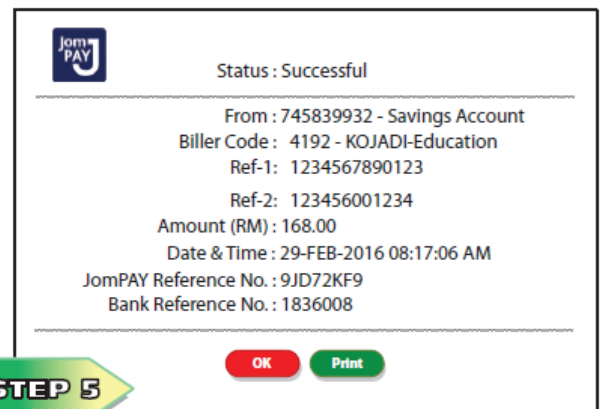 Jom
PAY
Status : Successful
From : 745839932 - Savings Account
Biller Code : 4192 - KOJADI-Education
Ref-1: 1234567890123
Ref-2: 123456001234
Amount (RM) : 168.00
Date & Time : 29-FEB-2016 08:17:06 AM
JomPAY Reference No. : 9JD72KF9
Bank Reference No. : 1836008
OK Print
STEP 5